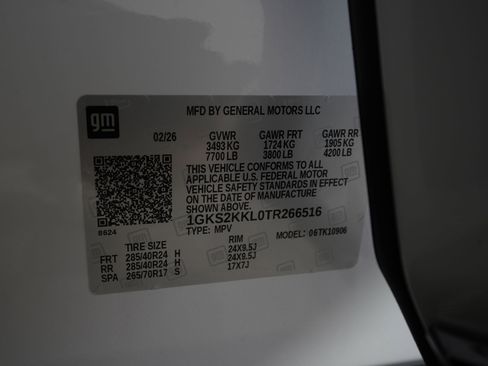 gm
MFD BY GENERAL MOTORS LLC
02/26 GVWR GAWR FRT GAWR RR
3493 KG 1724 KG 1905 KG
7700 LB 3800 LB 4200 LB
THIS VEHICLE CONFORMS TO ALL
APPLICABLE U.S. FEDERAL MOTOR
VEHICLE SAFETY STANDARDS IN EFFECT
ON THE DATE OF MANUFACTURE
SHOWN ABOVE.
1GKS2KKL0TR266516
8624 TYPE: MPV MODEL: 06TK10906
TIRE SIZE RIM
FRT 285/40R24 H 24X9.5J
RR 285/40R24 H 24X9.5J
SPA 265/70R17 S 17X7J